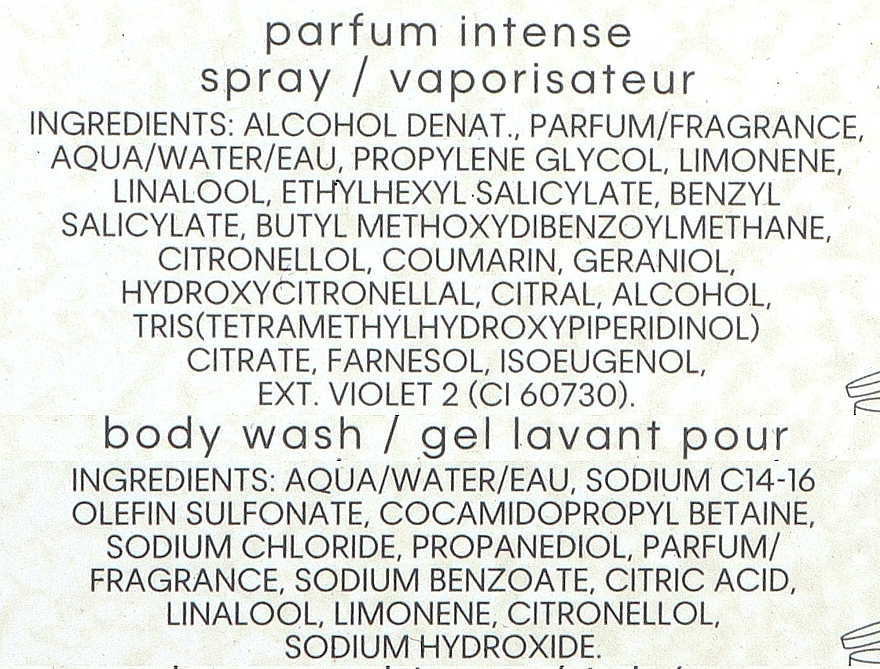 parfum intense
spray / vaporisateur
INGREDIENTS: ALCOHOL DENAT., PARFUM/FRAGRANCE,
AQUA/WATER/EAU, PROPYLENE GLYCOL, LIMONENE,
LINALOOL, ETHYLHEXYL SALICYLATE, BENZYL
SALICYLATE, BUTYL METHOXYDIBENZOYLMETHANE,
CITRONELLOL, COUMARIN, GERANIOL,
HYDROXYCITRONELLAL, CITRAL, ALCOHOL,
TRIS(TETRAMETHYLHYDROXYPIPERIDINOL)
CITRATE, FARNESOL, ISOEUGENOL,
EXT. VIOLET 2 (CI 60730).
body wash / gel lavant pour
INGREDIENTS: AQUA/WATER/EAU, SODIUM C14-16
OLEFIN SULFONATE, COCAMIDOPROPYL BETAINE,
SODIUM CHLORIDE, PROPANEDIOL, PARFUM/
FRAGRANCE, SODIUM BENZOATE, CITRIC ACID,
LINALOOL, LIMONENE, CITRONELLOL,
SODIUM HYDROXIDE.